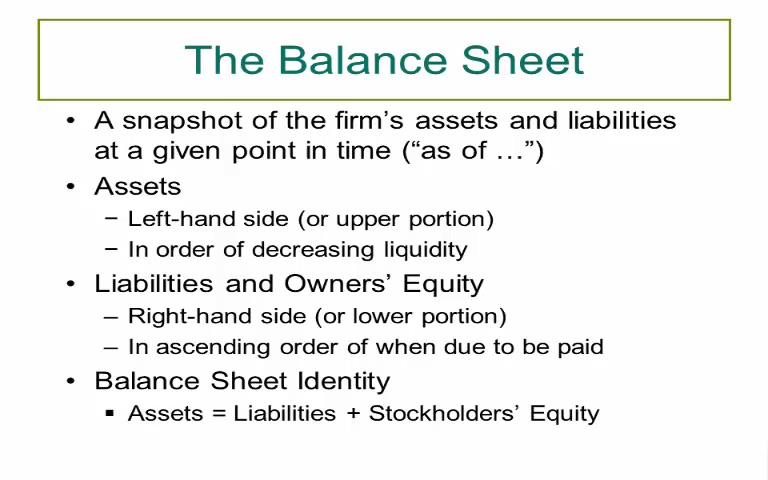 The Balance Sheet
• A snapshot of the firm’s assets and liabilities
at a given point in time (“as of …”)
• Assets
– Left-hand side (or upper portion)
– In order of decreasing liquidity
• Liabilities and Owners’ Equity
– Right-hand side (or lower portion)
– In ascending order of when due to be paid
• Balance Sheet Identity
▪ Assets = Liabilities + Stockholders’ Equity